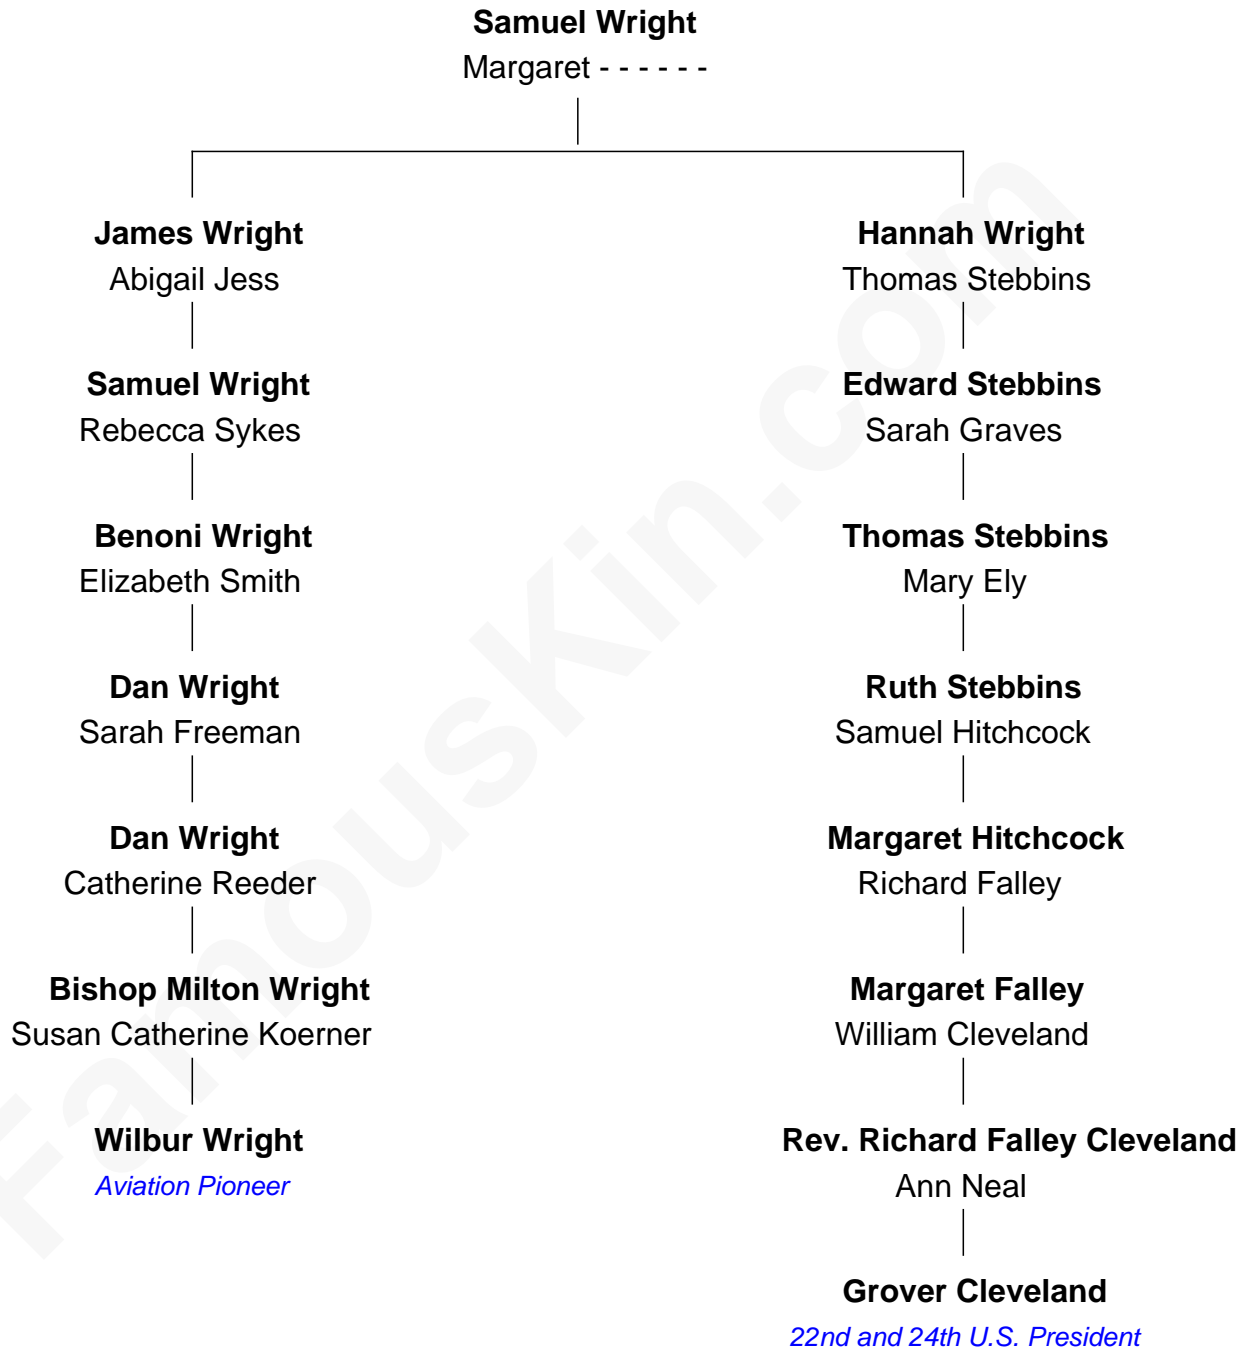 Samuel Wright
Margaret - - - - - -
James Wright
Abigail Jess
Hannah Wright
Thomas Stebbins
Samuel Wright
Rebecca Sykes
Edward Stebbins
Sarah Graves
Benoni Wright
Elizabeth Smith
Thomas Stebbins
Mary Ely
Dan Wright
Sarah Freeman
Ruth Stebbins
Samuel Hitchcock
Dan Wright
Catherine Reeder
Margaret Hitchcock
Richard Falley
Bishop Milton Wright
Susan Catherine Koerner
Margaret Falley
William Cleveland
Wilbur Wright
Aviation Pioneer
Rev. Richard Falley Cleveland
Ann Neal
Grover Cleveland
22nd and 24th U.S. President
FamousKin.com